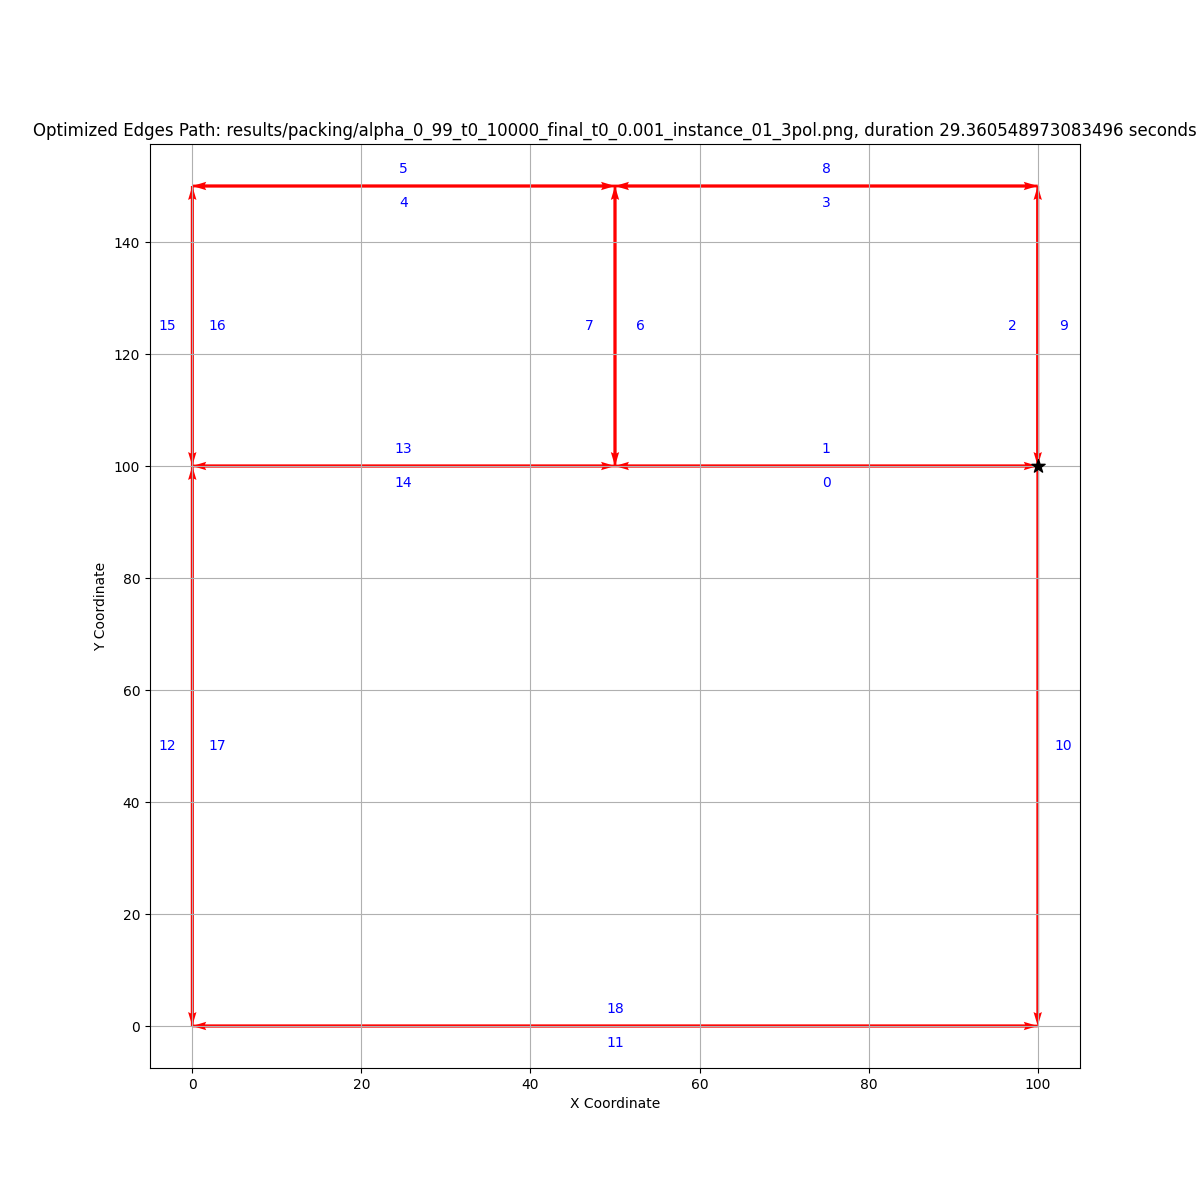 Optimized Edges Path: results/packing/alpha_0_99_t0_10000_final_t0_0.001_instance_01_3pol.png, duration 29.360548973083496 seconds
5 8
4 3
140
15 16 7 6 2 9
120
13 1
100
14 0
80
Y Coordinate
60
12 17 10
40
20
18
0
11
0 20 40 60 80 100
X Coordinate